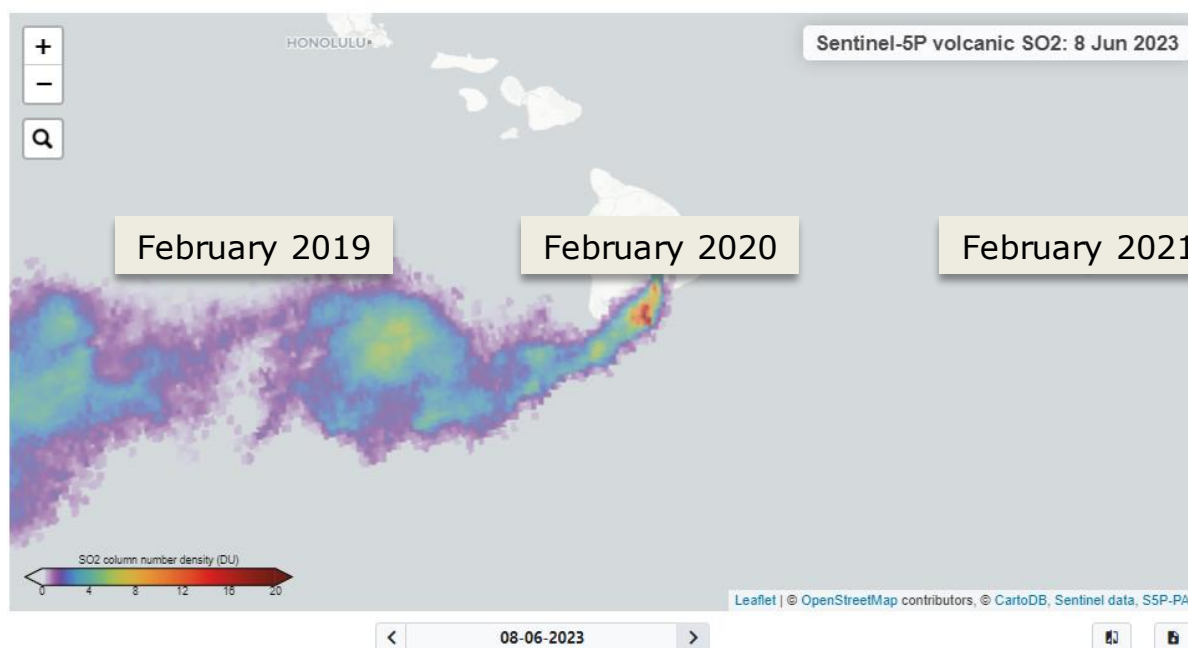 +
HONOLULU
Sentinel-5P volcanic SO2: 8 Jun 2023
−
February 2019
February 2020
February 2021
SO2 column number density (DU)
0 4 8 12 16 20
Leaflet | © OpenStreetMap contributors, © CartoDB, Sentinel data, S5P-PA
< 08-06-2023 >